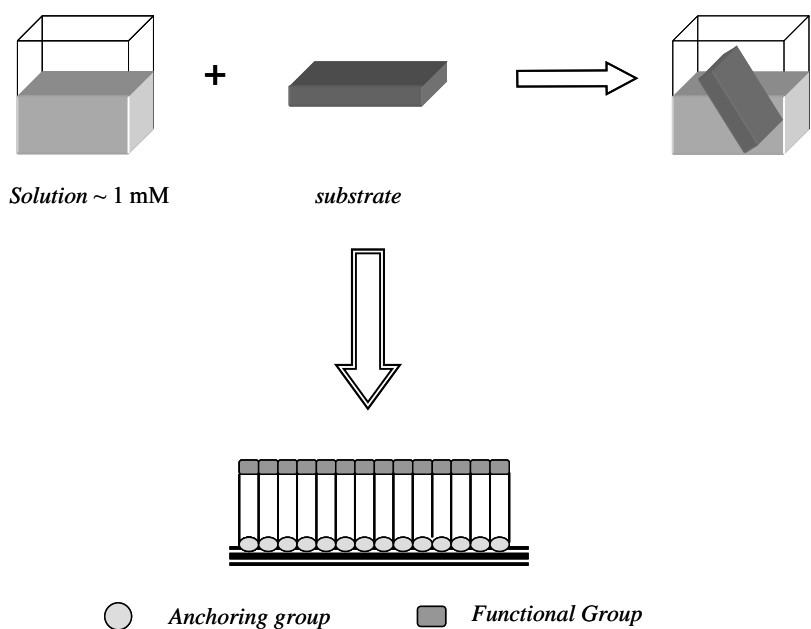 +
Solution ~ 1 mM
substrate
Anchoring group
Functional Group